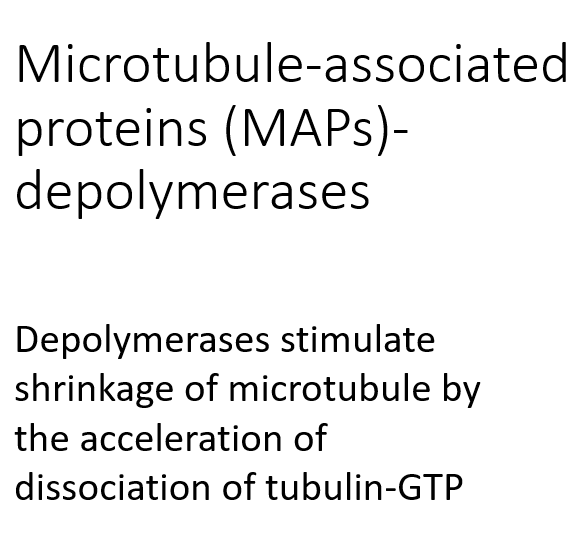 Microtubule-associated
proteins (MAPs)-
depolymerases
Depolymerases stimulate
shrinkage of microtubule by
the acceleration of
dissociation of tubulin-GTP